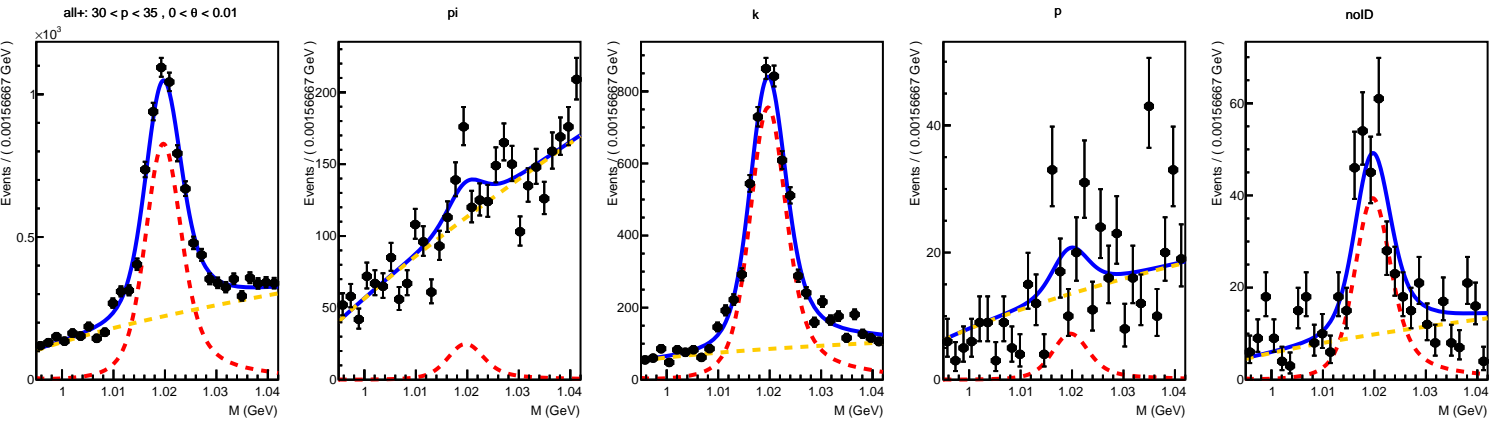 all+: 30 < p < 35 , 0 < θ < 0.01
×10³
Events / ( 0.00156667 GeV )
1
0.5
0
1 1.01 1.02 1.03 1.04
M (GeV)
pi
Events / ( 0.00156667 GeV )
200
150
100
50
0
1 1.01 1.02 1.03 1.04
M (GeV)
k
Events / ( 0.00156667 GeV )
800
600
400
200
0
1 1.01 1.02 1.03 1.04
M (GeV)
p
Events / ( 0.00156667 GeV )
40
20
0
1 1.01 1.02 1.03 1.04
M (GeV)
noID
Events / ( 0.00156667 GeV )
60
40
20
0
1 1.01 1.02 1.03 1.04
M (GeV)